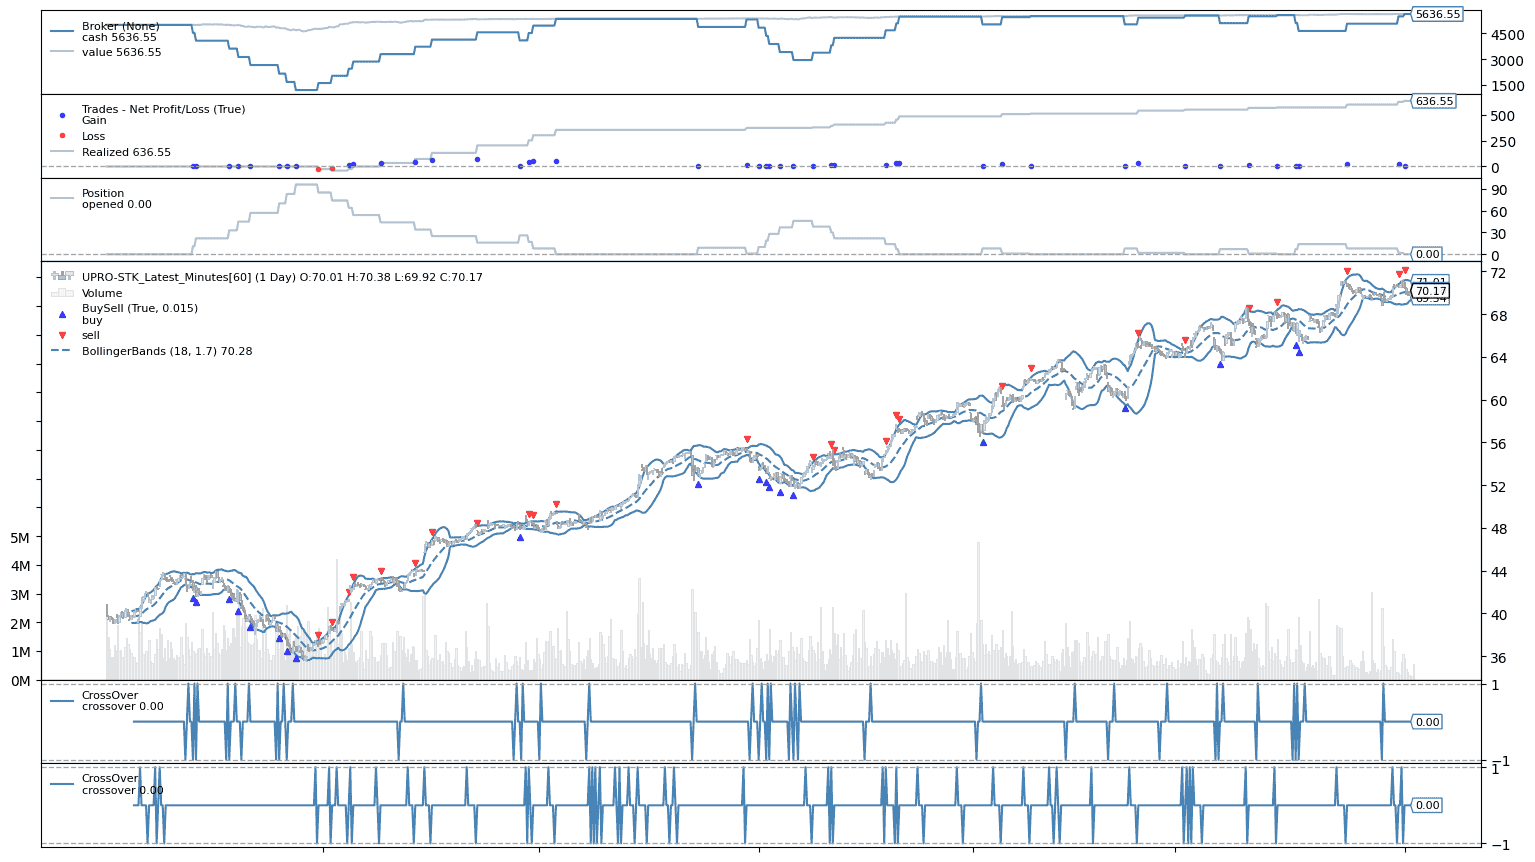 Broker (None)
cash 5636.55
value 5636.55
5636.55
4500
3000
1500
Trades - Net Profit/Loss (True)
Gain
Loss
Realized 636.55
636.55
500
250
0
Position
opened 0.00
90
60
30
0
0.00
UPRO-STK_Latest_Minutes[60] (1 Day) O:70.01 H:70.38 L:69.92 C:70.17
Volume
BuySell (True, 0.015)
buy
sell
BollingerBands (18, 1.7) 70.28
70.17
72
68
64
60
56
52
48
44
40
36
5M
4M
3M
2M
1M
0M
CrossOver
crossover 0.00
1
0.00
−1
CrossOver
crossover 0.00
1
0.00
−1